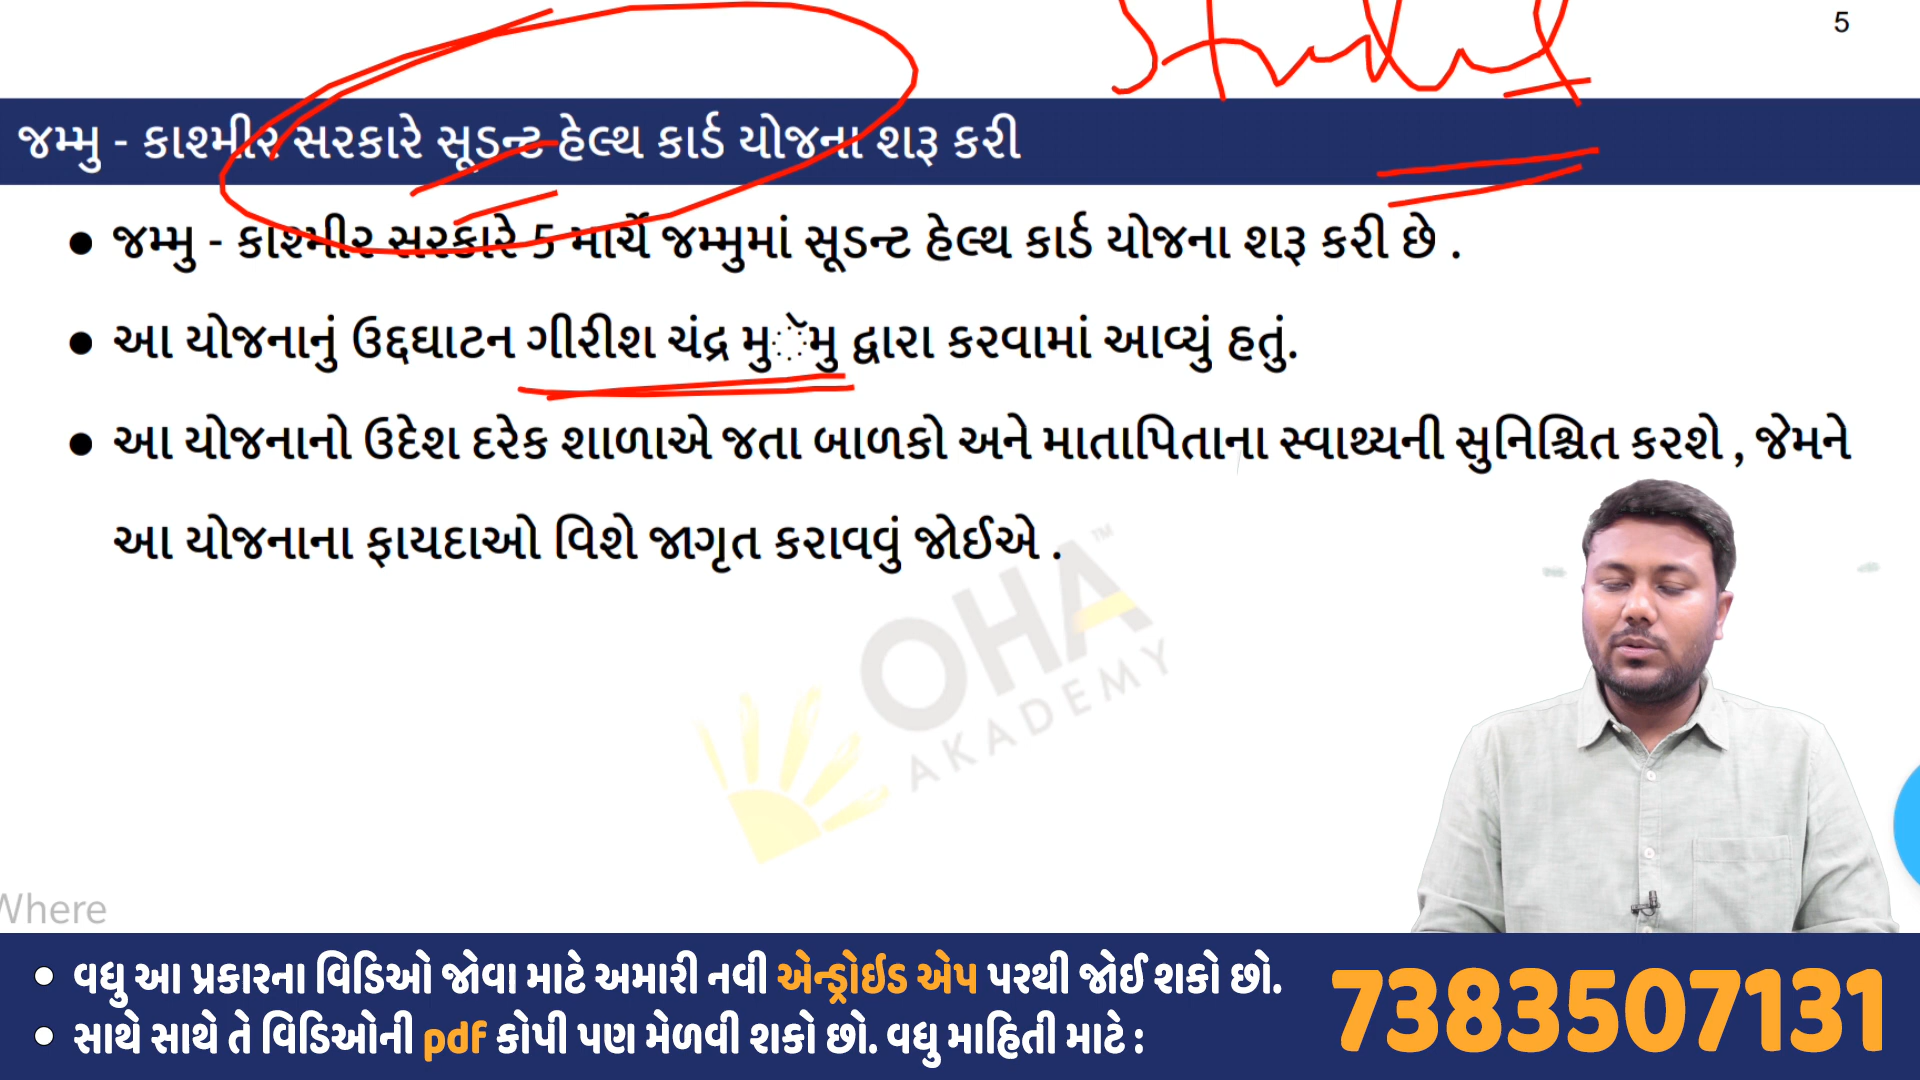 5
જમ્મુ - કાશ્મીર સરકારે સૂડન્ટ હેલ્થ કાર્ડ યોજના શરૂ કરી
● જમ્મુ - કાશ્મીર સરકારે 5 માર્ચે જમ્મુમાં સૂડન્ટ હેલ્થ કાર્ડ યોજના શરૂ કરી છે .
● આ યોજનાનું ઉદ્દઘાટન ગીરીશ ચંદ્ર મુર્મુ દ્વારા કરવામાં આવ્યું હતું.
● આ યોજનાનો ઉદેશ દરેક શાળાએ જતા બાળકો અને માતાપિતાના સ્વાથ્યની સુનિશ્ચિત કરશે , જેમને
આ યોજનાના ફાયદાઓ વિશે જાગૃત કરાવવું જોઈએ .
OHA
AKADEMY
TM
Where
• વધુ આ પ્રકારના વિડિઓ જોવા માટે અમારી નવી એન્ડ્રોઇડ એપ પરથી જોઈ શકો છો.
• સાથે સાથે તે વિડિઓની pdf કોપી પણ મેળવી શકો છો. વધુ માહિતી માટે :
7383507131